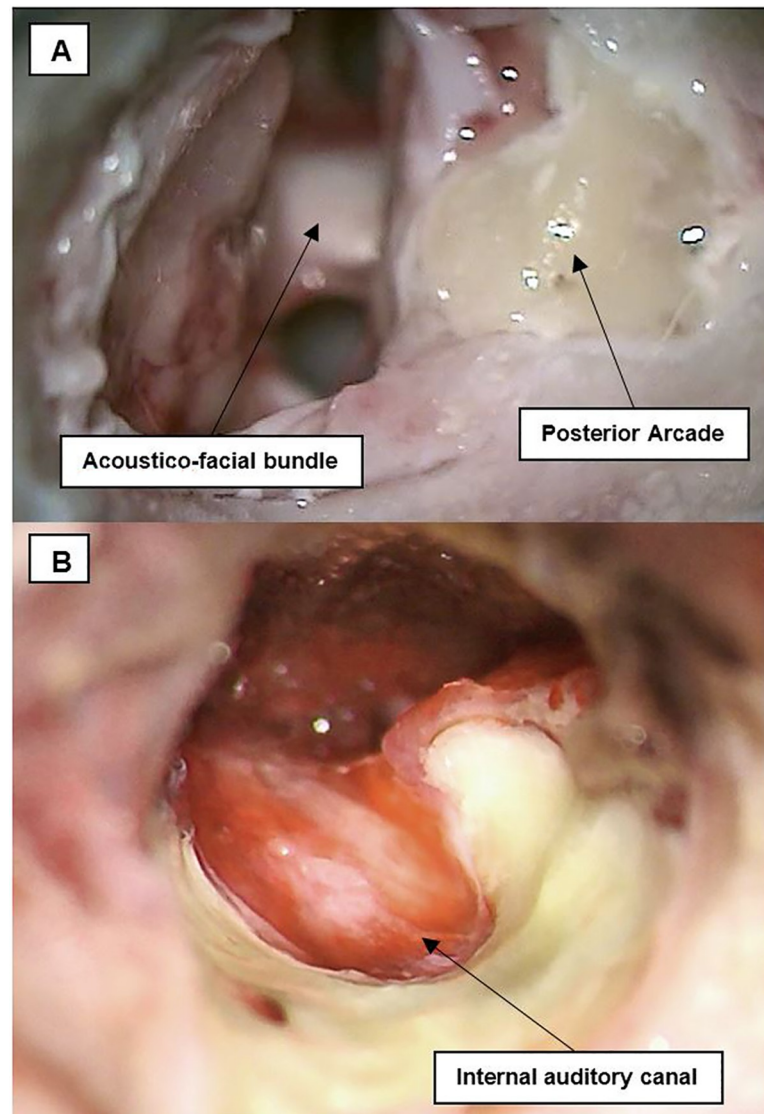 A
Acoustico-facial bundle
Posterior Arcade
B
Internal auditory canal